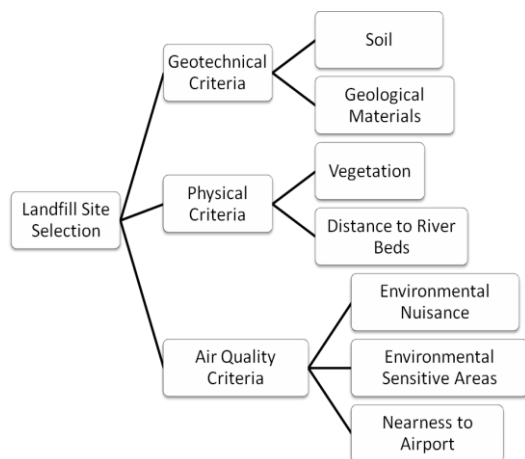 Landfill Site
Selection
Geotechnical
Criteria
Soil
Geological
Materials
Physical
Criteria
Vegetation
Distance to River
Beds
Air Quality
Criteria
Environmental
Nuisance
Environmental
Sensitive Areas
Nearness to
Airport